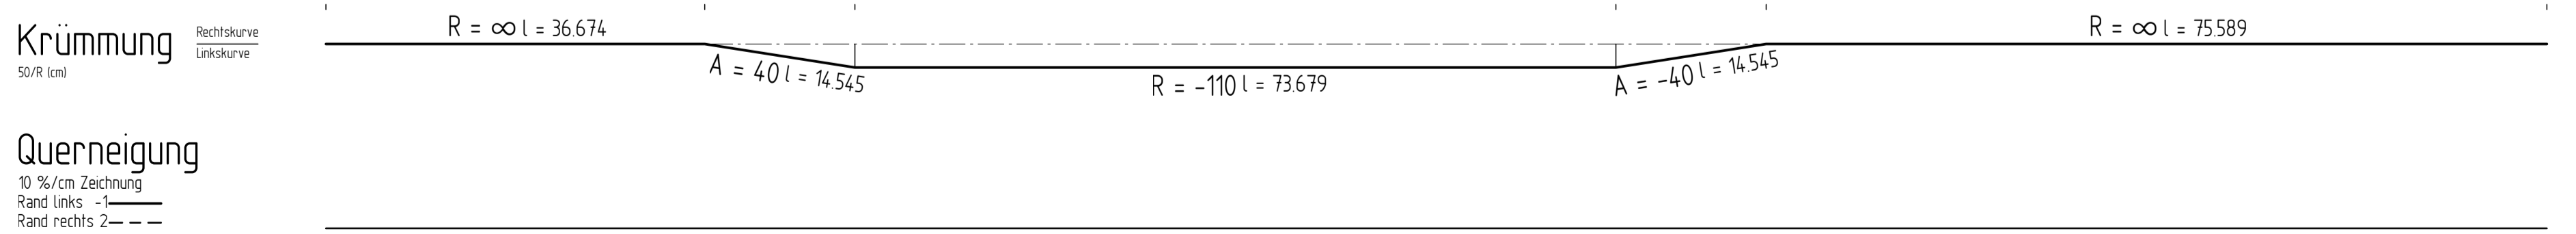 Krümmung
Rechtskurve
Linkskurve
50/R (cm)
R = ∞ l = 36.674
A = 40 l = 14.545
R = -110 l = 73.679
A = -40 l = 14.545
R = ∞ l = 75.589
Querneigung
10 %/cm Zeichnung
Rand links -1
Rand rechts 2